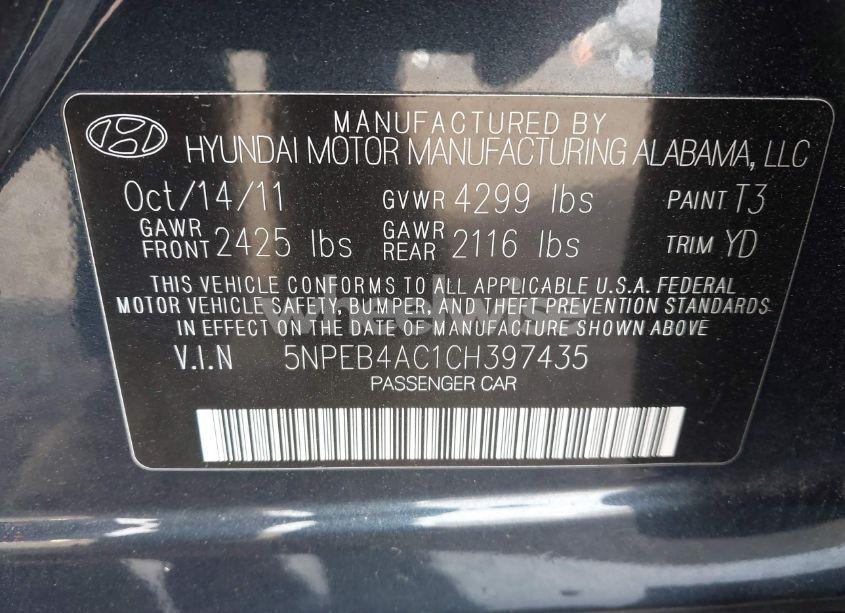 MANUFACTURED BY
HYUNDAI MOTOR MANUFACTURING ALABAMA, LLC
Oct/14/11 GVWR 4299 lbs PAINT T3
GAWR FRONT 2425 lbs GAWR REAR 2116 lbs TRIM YD
THIS VEHICLE CONFORMS TO ALL APPLICABLE U.S.A. FEDERAL
MOTOR VEHICLE SAFETY, BUMPER, AND THEFT PREVENTION STANDARDS
IN EFFECT ON THE DATE OF MANUFACTURE SHOWN ABOVE
V.I.N 5NPEB4AC1CH397435
PASSENGER CAR